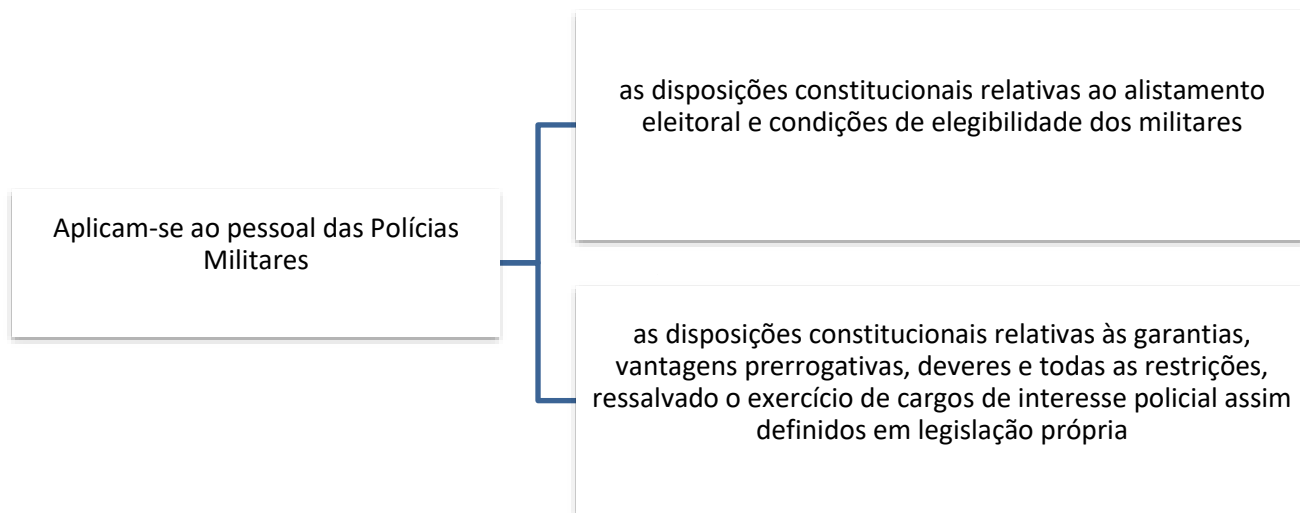 as disposições constitucionais relativas ao alistamento
eleitoral e condições de elegibilidade dos militares
Aplicam-se ao pessoal das Polícias
Militares
as disposições constitucionais relativas às garantias,
vantagens prerrogativas, deveres e todas as restrições,
ressalvado o exercício de cargos de interesse policial assim
definidos em legislação própria